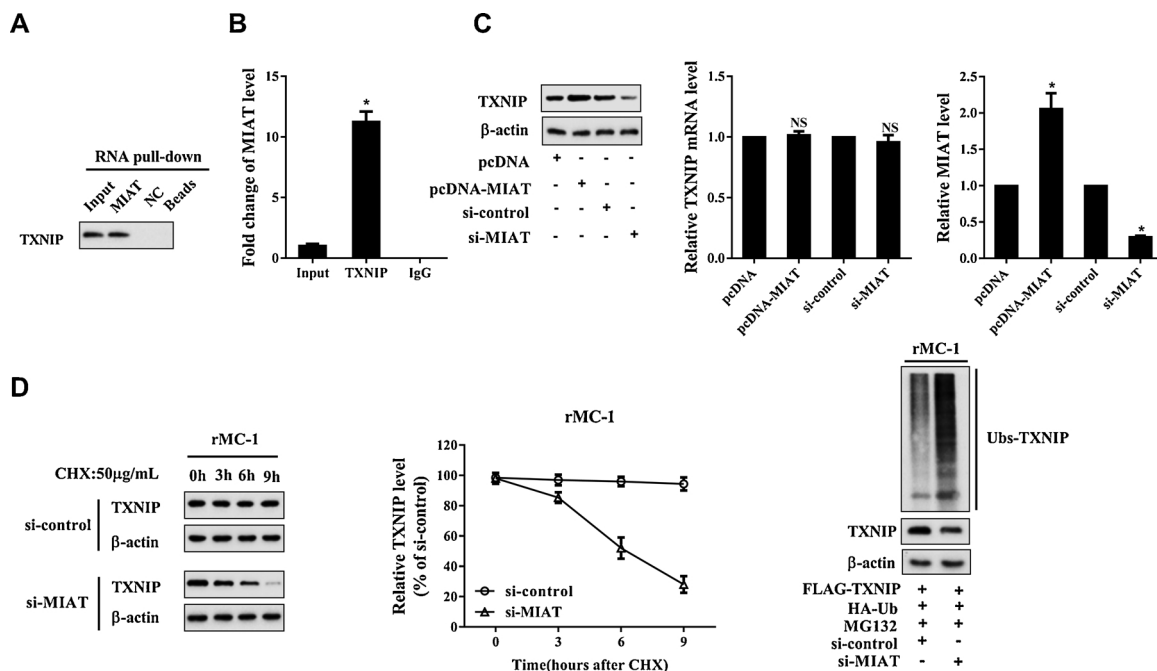 A
RNA pull-down
Input MIAT NC Beads
TXNIP
B
Fold change of MIAT level
15
10
5
0
*
Input TXNIP IgG
C
TXNIP
β-actin
pcDNA + - - -
pcDNA-MIAT - + - -
si-control - - + -
si-MIAT - - - +
Relative TXNIP mRNA level
1.5
1.0
0.5
0.0
NS NS
pcDNA pcDNA-MIAT si-control si-MIAT
Relative MIAT level
2.5
2.0
1.5
1.0
0.5
0.0
* *
pcDNA pcDNA-MIAT si-control si-MIAT
D
rMC-1
CHX:50μg/mL 0h 3h 6h 9h
si-control
TXNIP
β-actin
si-MIAT
TXNIP
β-actin
rMC-1
Relative TXNIP level
(% of si-control)
120
100
80
60
40
20
0
si-control
si-MIAT
0 3 6 9
Time(hours after CHX)
rMC-1
Ubs-TXNIP
TXNIP
β-actin
FLAG-TXNIP + +
HA-Ub + +
MG132 + +
si-control + -
si-MIAT - +